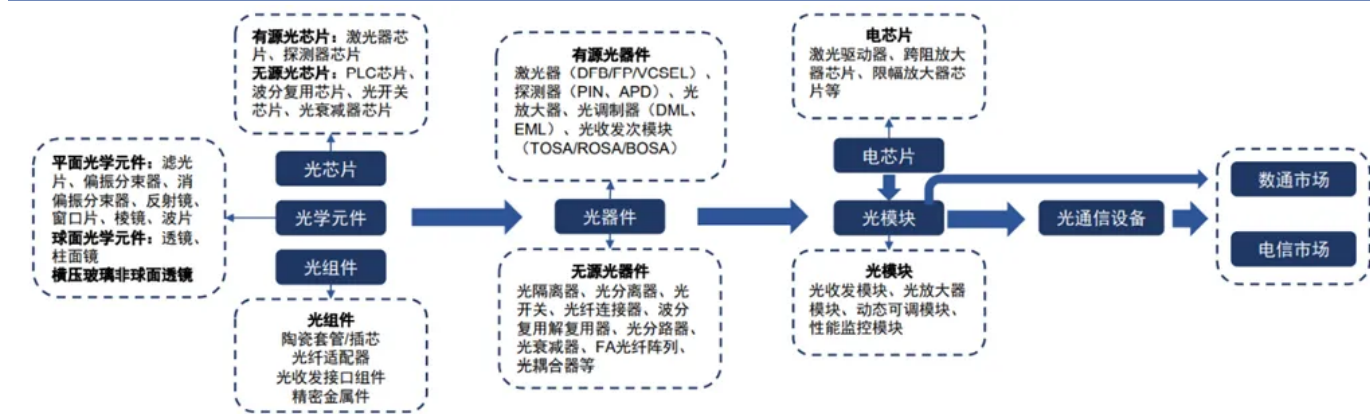 有源光芯片：激光器芯
片、探测器芯片
无源光芯片：PLC芯片、
波分复用芯片、光开关
芯片、光衰减器芯片
光芯片
平面光学元件：滤光
片、偏振分束器、消
偏振分束器、反射镜、
窗口片、棱镜、波片
球面光学元件：透镜、
柱面镜
横压玻璃非球面透镜
光学元件
光组件
光组件
陶瓷套管/插芯
光纤适配器
光收发接口组件
精密金属件
有源光器件
激光器（DFB/FP/VCSEL）、
探测器（PIN、APD）、光
放大器、光调制器（DML、
EML）、光收发次模块
（TOSA/ROSA/BOSA）
光器件
无源光器件
光隔离器、光分离器、光
开关、光纤连接器、波分
复用解复用器、光分路器、
光衰减器、FA光纤阵列、
光耦合器等
电芯片
激光驱动器、跨阻放大
器芯片、限幅放大器芯
片等
电芯片
光模块
光模块
光收发模块、光放大器
模块、动态可调模块、
性能监控模块
光通信设备
数通市场
电信市场